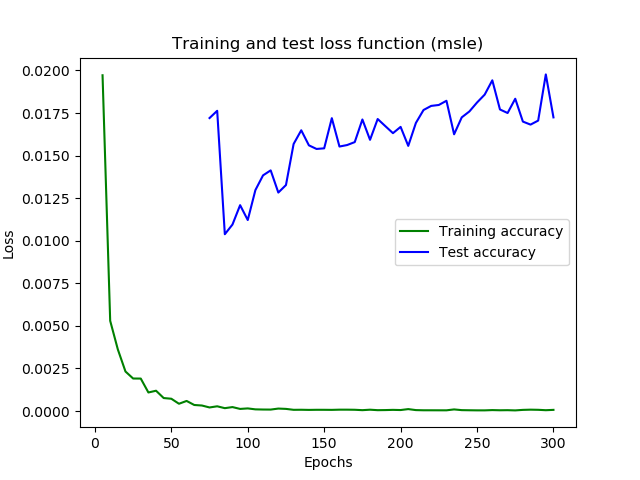 Training and test loss function (msle)
0.0200
0.0175
0.0150
0.0125
0.0100
0.0075
0.0050
0.0025
0.0000
Loss
Training accuracy
Test accuracy
0 50 100 150 200 250 300
Epochs